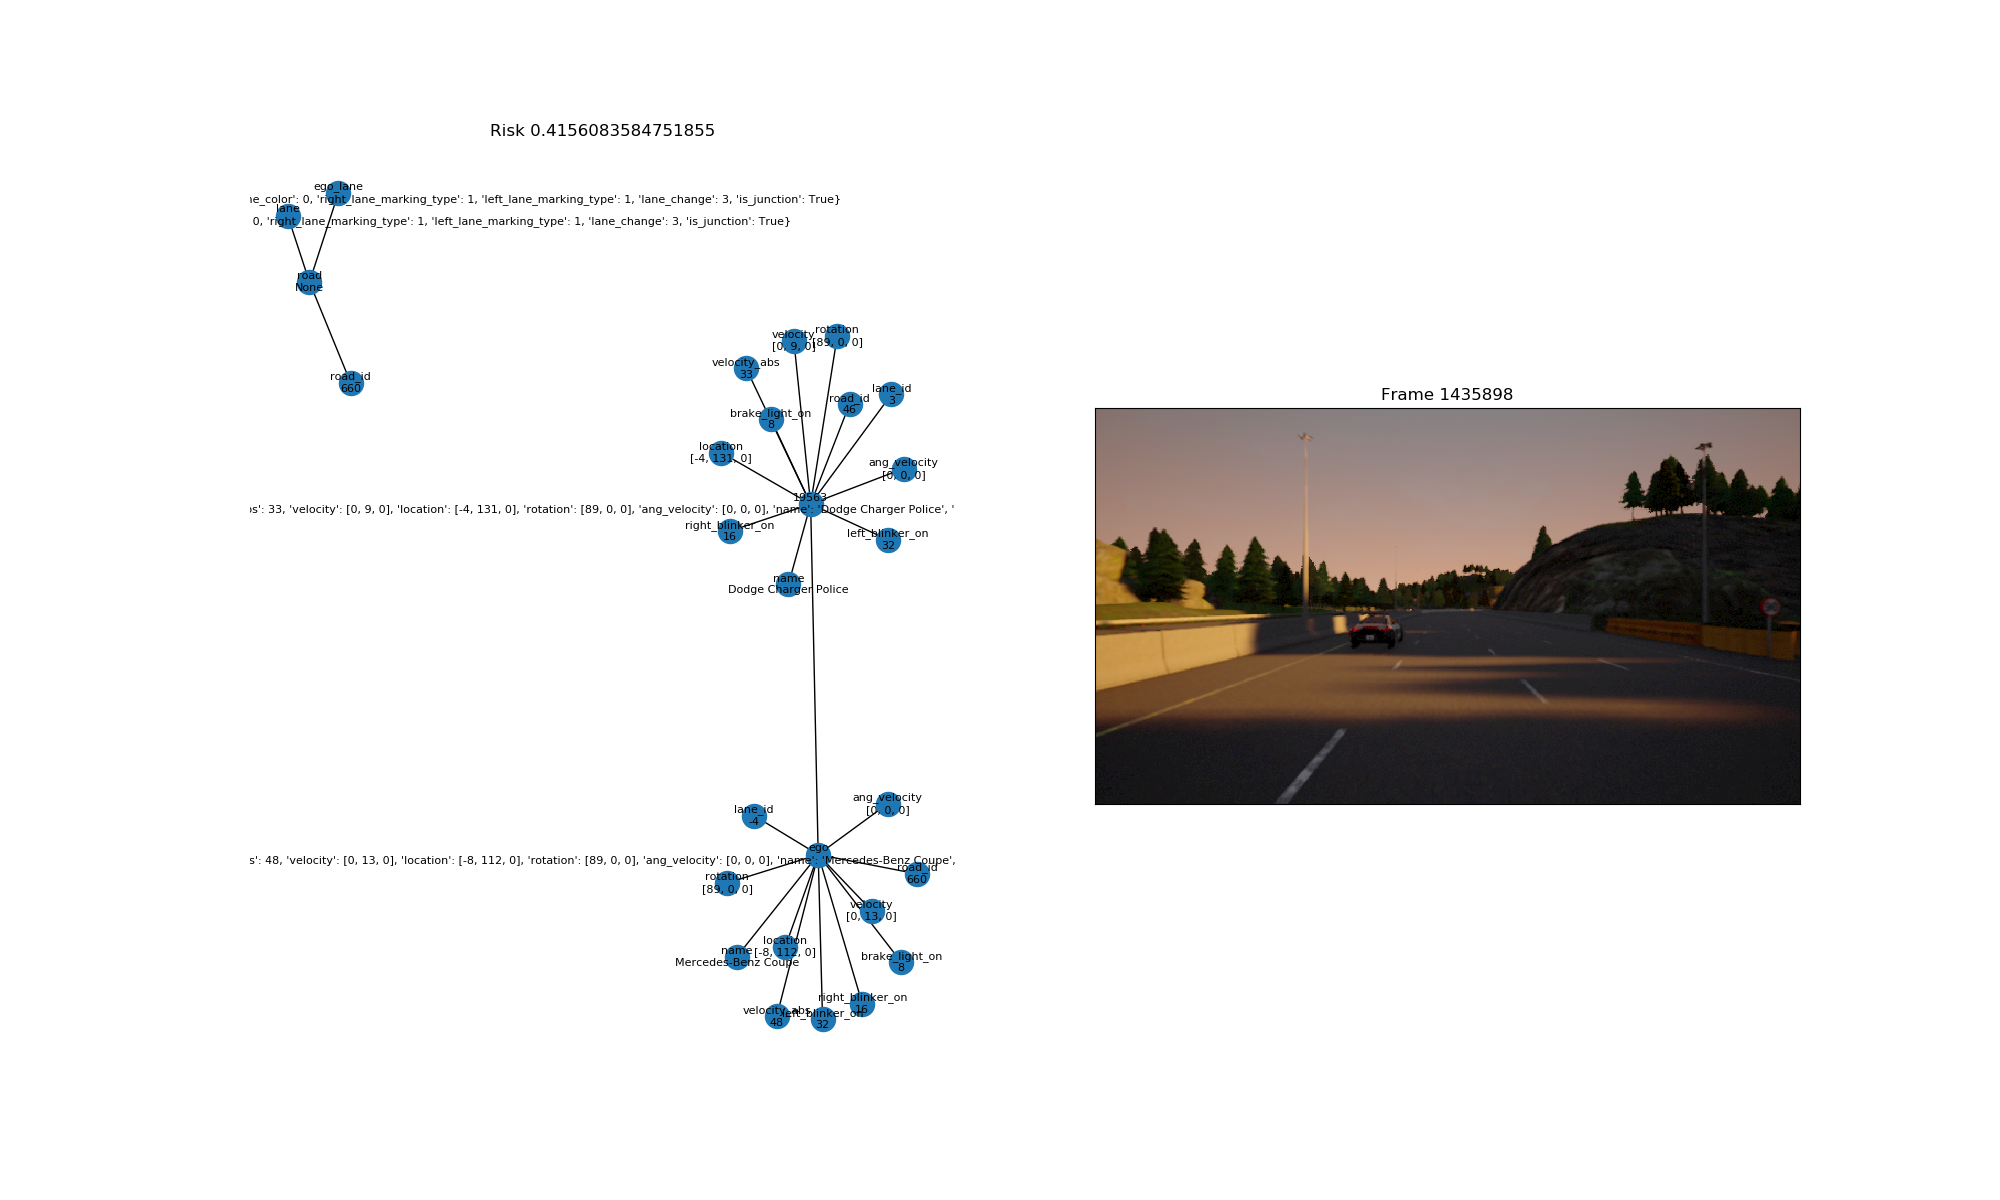 Risk 0.4156083584751855
ego_lane
ne_color': 0, 'right_lane_marking_type': 1, 'left_lane_marking_type': 1, 'lane_change': 3, 'is_junction': True}
lane
0, 'right_lane_marking_type': 1, 'left_lane_marking_type': 1, 'lane_change': 3, 'is_junction': True}
road
None
road_id
660
velocity
[0, 9, 0]
rotation
[89, 0, 0]
velocity_abs
33
lane_id
3
road_id
46
brake_light_on
8
location
[-4, 131, 0]
ang_velocity
[0, 0, 0]
19563
s': 33, 'velocity': [0, 9, 0], 'location': [-4, 131, 0], 'rotation': [89, 0, 0], 'ang_velocity': [0, 0, 0], 'name': 'Dodge Charger Police', '
right_blinker_on
16
left_blinker_on
32
name
Dodge Charger Police
lane_id
-4
ang_velocity
[0, 0, 0]
ego
s': 48, 'velocity': [0, 13, 0], 'location': [-8, 112, 0], 'rotation': [89, 0, 0], 'ang_velocity': [0, 0, 0], 'name': 'Mercedes-Benz Coupe',
road_id
660
rotation
[89, 0, 0]
velocity
[0, 13, 0]
location
[-8, 112, 0]
name
Mercedes-Benz Coupe
brake_light_on
8
right_blinker_on
16
velocity_abs
48
left_blinker_on
32
Frame 1435898